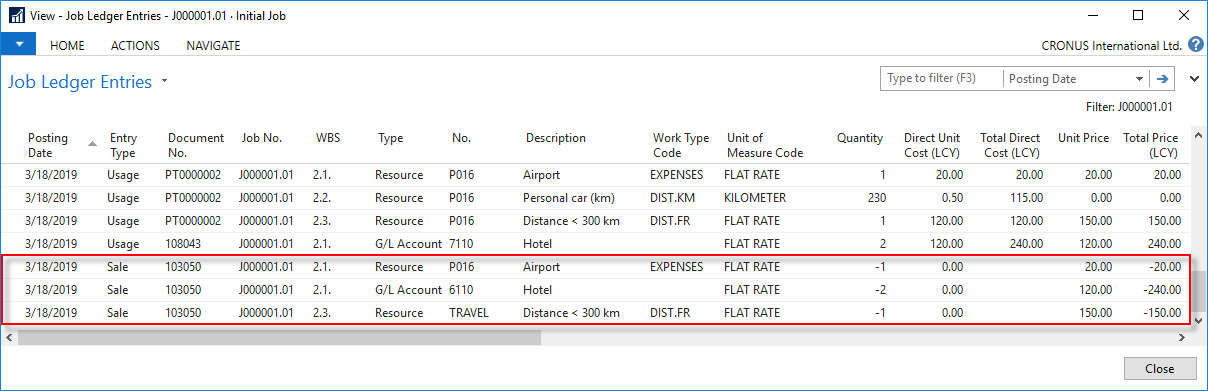 View - Job Ledger Entries - J000001.01 · Initial Job
HOME ACTIONS NAVIGATE CRONUS International Ltd. ?
Job Ledger Entries
Type to filter (F3) Posting Date
Filter: J000001.01
Posting Date Entry Type Document No. Job No. WBS Type No. Description Work Type Code Unit of Measure Code Quantity Direct Unit Cost (LCY) Total Direct Cost (LCY) Unit Price Total Price (LCY)
3/18/2019 Usage PT0000002 J000001.01 2.1. Resource P016 Airport EXPENSES FLAT RATE 1 20.00 20.00 20.00 20.00
3/18/2019 Usage PT0000002 J000001.01 2.2. Resource P016 Personal car (km) DIST.KM KILOMETER 230 0.50 115.00 0.00 0.00
3/18/2019 Usage PT0000002 J000001.01 2.3. Resource P016 Distance < 300 km DIST.FR FLAT RATE 1 120.00 120.00 150.00 150.00
3/18/2019 Usage 108043 J000001.01 2.1. G/L Account 7110 Hotel FLAT RATE 2 120.00 240.00 120.00 240.00
3/18/2019 Sale 103050 J000001.01 2.1. Resource P016 Airport EXPENSES FLAT RATE -1 0.00 20.00 -20.00
3/18/2019 Sale 103050 J000001.01 2.1. G/L Account 6110 Hotel FLAT RATE -2 0.00 120.00 -240.00
3/18/2019 Sale 103050 J000001.01 2.3. Resource TRAVEL Distance < 300 km DIST.FR FLAT RATE -1 0.00 150.00 -150.00
Close